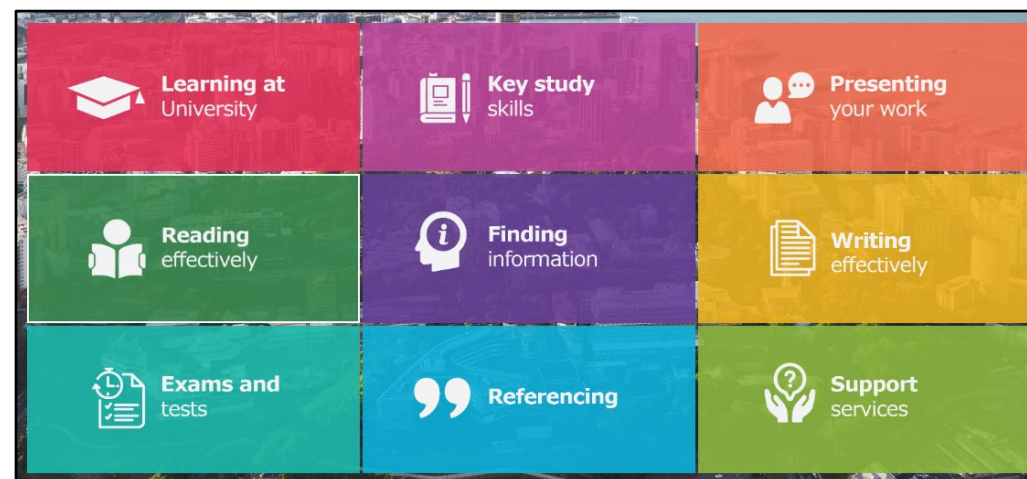 Learning at
University
Key study
skills
Presenting
your work
Reading
effectively
Finding
information
Writing
effectively
Exams and
tests
Referencing
Support
services